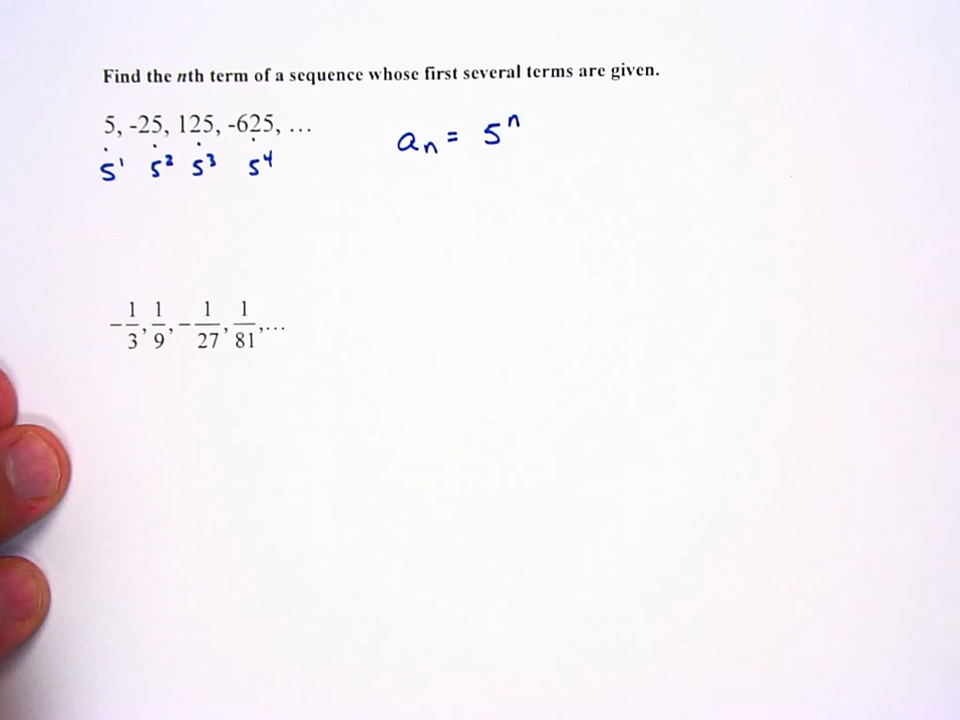 Find the nth term of a sequence whose first several terms are given.
5, -25, 125, -625, … aₙ = 5ⁿ
5¹ 5² 5³ 5⁴
-1/3, 1/9, -1/27, 1/81, …